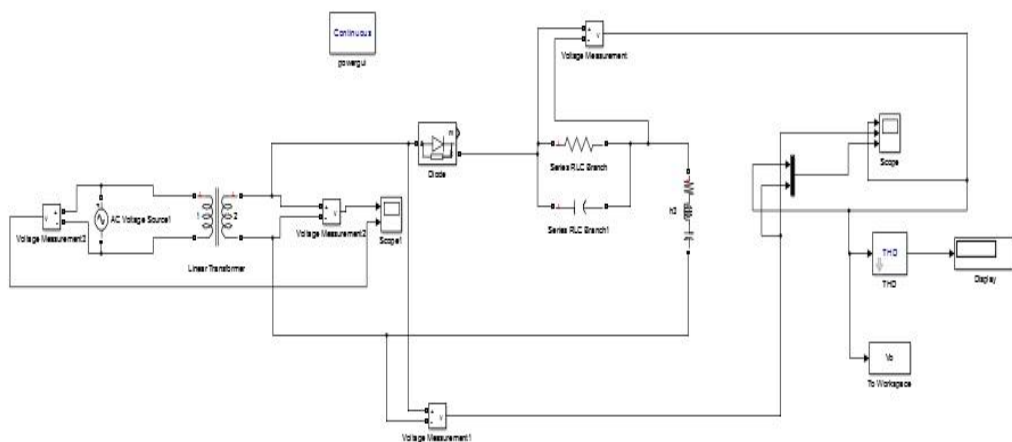 Continuous
powergui
Voltage Measurement
Diode
Series RLC Branch
Series RLC Branch1
Scope
Voltage Measurement3
AC Voltage Source1
Linear Transformer
Voltage Measurement2
Scope1
THD
THD
Display
Vo
To Workspace
Voltage Measurement1